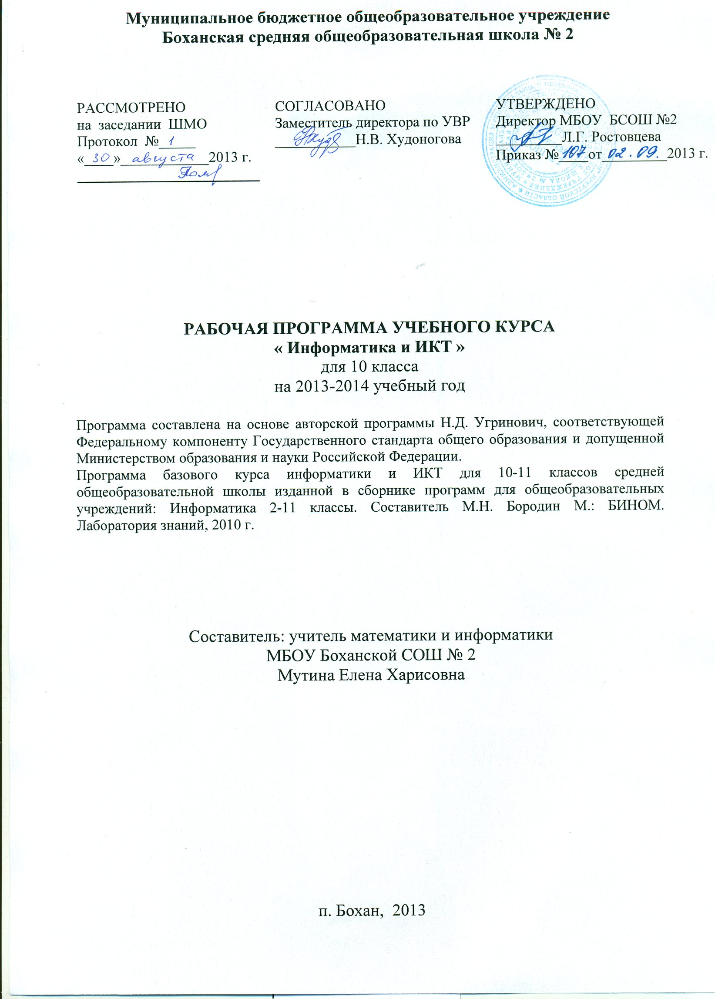 Муниципальное бюджетное общеобразовательное учреждение
Боханская средняя общеобразовательная школа № 2
РАССМОТРЕНО
на заседании ШМО
Протокол № 1
« 30 » августа 2013 г.
СОГЛАСОВАНО
Заместитель директора по УВР
Н.В. Худоногова
УТВЕРЖДЕНО
Директор МБОУ БСОШ №2
Л.Г. Ростовцева
Приказ № 107 от 02.09. 2013 г.
РАБОЧАЯ ПРОГРАММА УЧЕБНОГО КУРСА
« Информатика и ИКТ »
для 10 класса
на 2013-2014 учебный год
Программа составлена на основе авторской программы Н.Д. Угринович, соответствующей
Федеральному компоненту Государственного стандарта общего образования и допущенной
Министерством образования и науки Российской Федерации.
Программа базового курса информатики и ИКТ для 10-11 классов средней
общеобразовательной школы изданной в сборнике программ для общеобразовательных
учреждений: Информатика 2-11 классы. Составитель М.Н. Бородин М.: БИНОМ.
Лаборатория знаний, 2010 г.
Составитель: учитель математики и информатики
МБОУ Боханской СОШ № 2
Мутина Елена Харисовна
п. Бохан, 2013